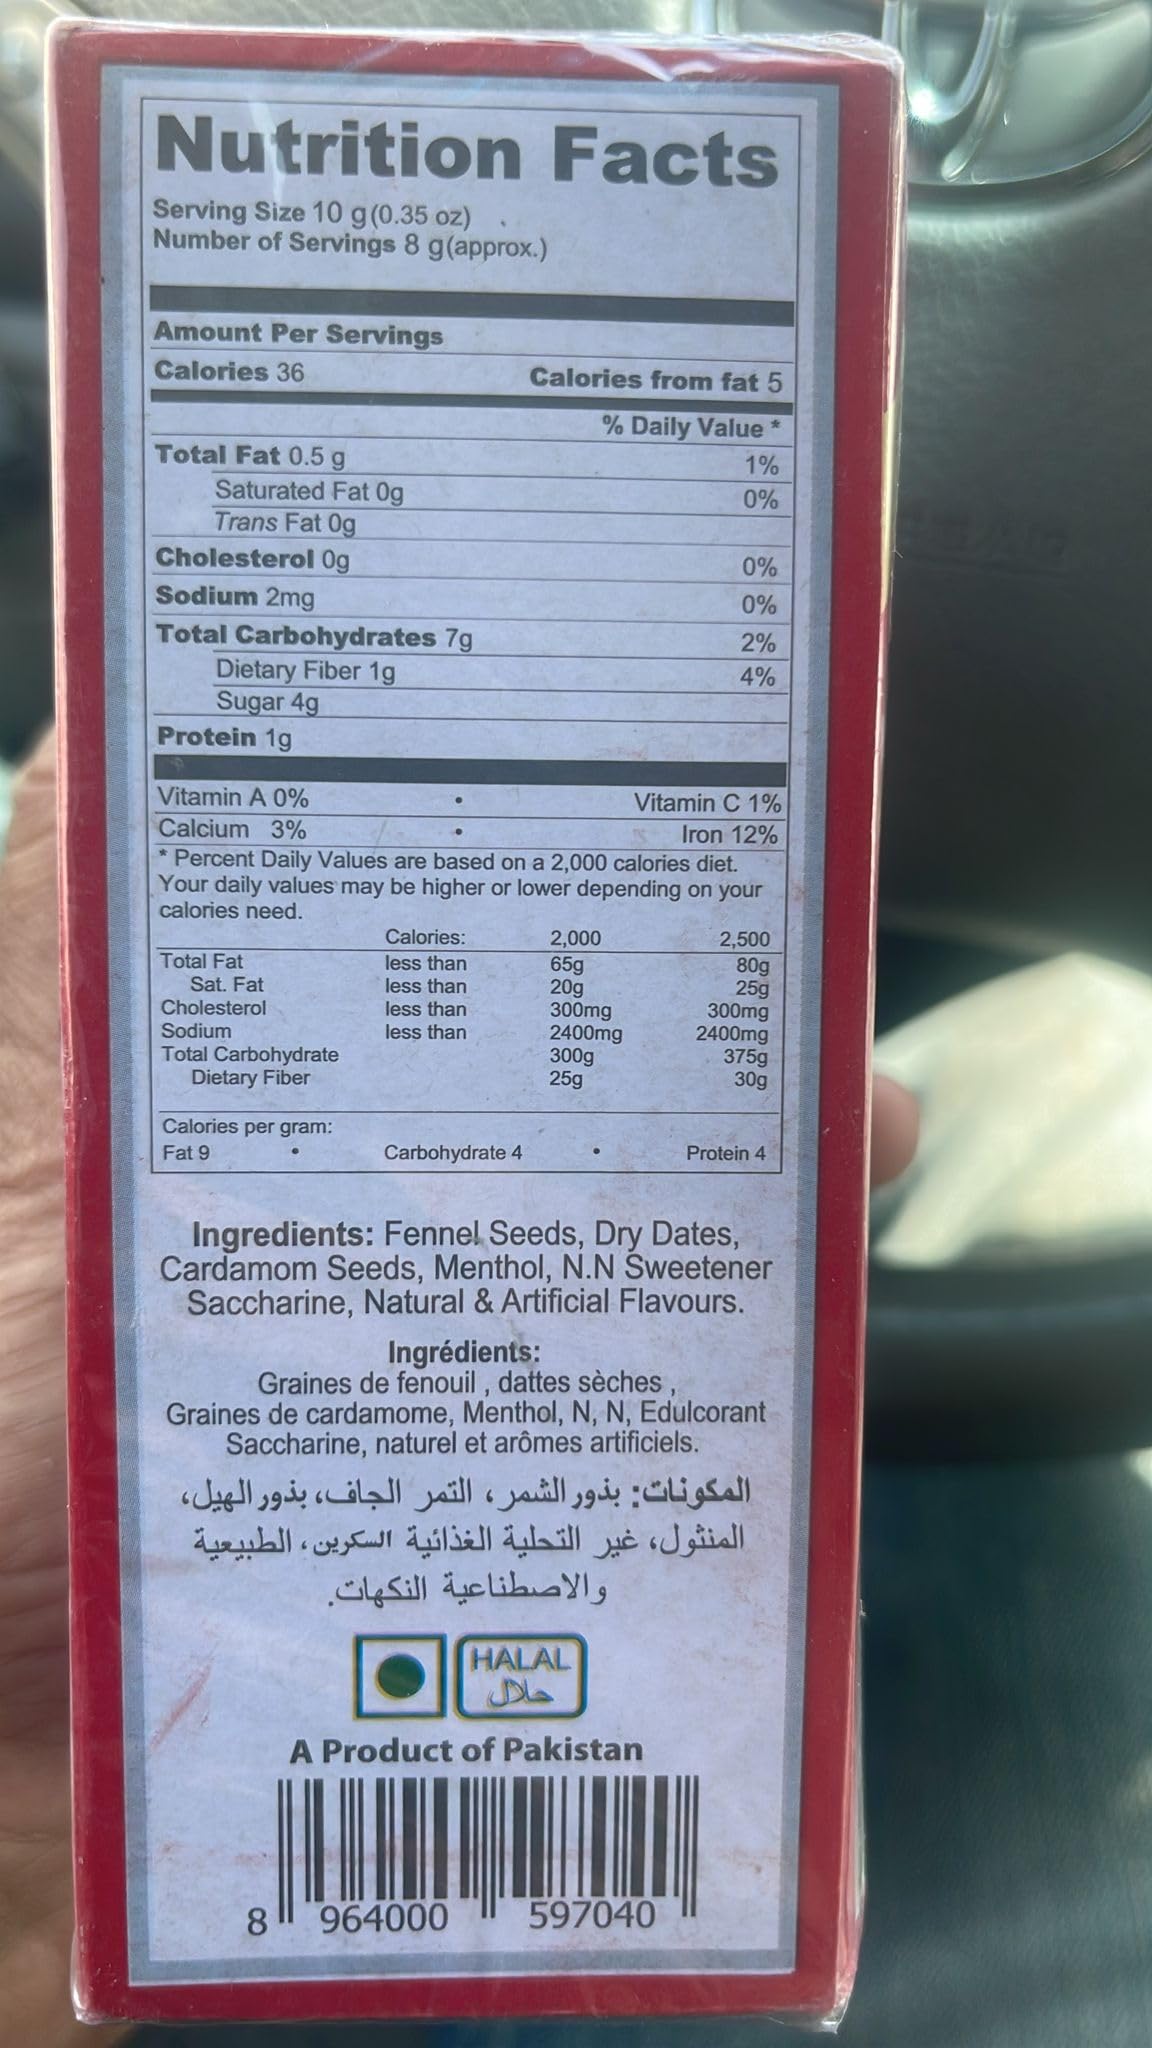 Nutrition Facts
Serving Size 10 g (0.35 oz)
Number of Servings 8 g(approx.)
Amount Per Servings
Calories 36 Calories from fat 5
% Daily Value *
Total Fat 0.5 g 1%
Saturated Fat 0g 0%
Trans Fat 0g
Cholesterol 0g 0%
Sodium 2mg 0%
Total Carbohydrates 7g 2%
Dietary Fiber 1g 4%
Sugar 4g
Protein 1g
Vitamin A 0% • Vitamin C 1%
Calcium 3% • Iron 12%
* Percent Daily Values are based on a 2,000 calories diet.
Your daily values may be higher or lower depending on your
calories need.
Calories: 2,000 2,500
Total Fat less than 65g 80g
Sat. Fat less than 20g 25g
Cholesterol less than 300mg 300mg
Sodium less than 2400mg 2400mg
Total Carbohydrate 300g 375g
Dietary Fiber 25g 30g
Calories per gram:
Fat 9 • Carbohydrate 4 • Protein 4
Ingredients: Fennel Seeds, Dry Dates,
Cardamom Seeds, Menthol, N.N Sweetener
Saccharine, Natural & Artificial Flavours.
Ingrédients:
Graines de fenouil , dattes sèches ,
Graines de cardamome, Menthol, N, N, Edulcorant
Saccharine, naturel et arômes artificiels.
المكونات: بذور الشمر، التمر الجاف، بذور الهيل،
المنثول، غير التحلية الغذائية السكرين، الطبيعية
والاصطناعية النكهات.
HALAL
حلال
A Product of Pakistan
8 964000 597040